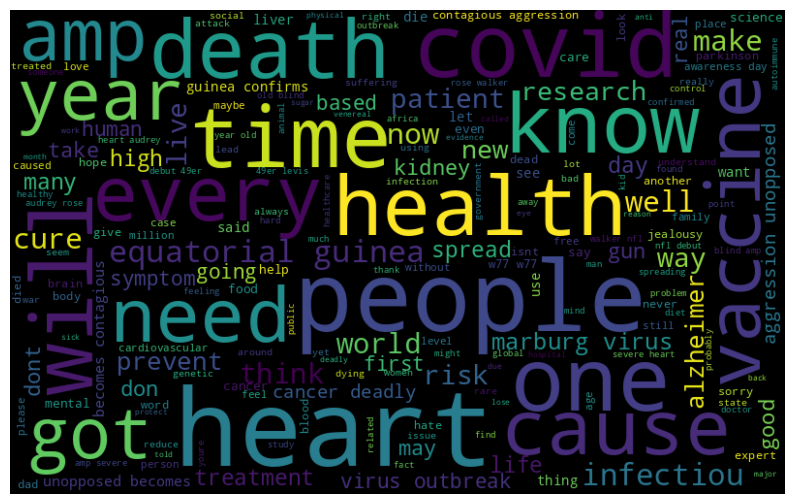 amp
death
covid
year
time
know
every
health
will
need
people
vaccine
one
heart
got
cause
infectiou
equatorial guinea
marburg virus
alzheimer
cure
high
live
human
take
many
symptom
going
prevent
don
dont
think
treatment
virus outbreak
world
first
risk
cancer deadly
spread
kidney
new
now
based
patient
research
real
make
well
day
gun
way
good
life
may
thing
contagious aggression
aggression unopposed
unopposed becomes
becomes contagious
guinea confirms
awareness day
parkinson
science
care
look
place
right
social
attack
outbreak
physical
anti
autoimmune
liver
die
treated
love
someone
suffering
rose walker
old blind
sugar
maybe
animal
venereal
africa
let
even
confirmed
control
really
come
work
called
evidence
using
year old
lead
heart audrey
debut 49er
49er levis
caused
month
hope
healthy
audrey rose
infection
dead
see
lot
bad
government
healthcare
kid
understand
found
want
another
point
family
case
said
always
hard
give
million
seem
much
isnt
free
say
walker nfl
nfl debut
jealousy
blind amp
reason
away
eye
man
w77 w77
without
use
help
food
thank
feeling
public
died
war
brain
body
sick
cardiovascular
around
yet
deadly
level
might
global
women
hospital
due
severe heart
mind
problem
diet
never
still
spreading
probably
genetic
dying
cancer
feel
mental
word
please
reduce
protect
told
blood
rare
lose
age
hate
issue
related
find
fact
study
youre
amp severe
person
dad
sorry
state
doctor
back
expert
major